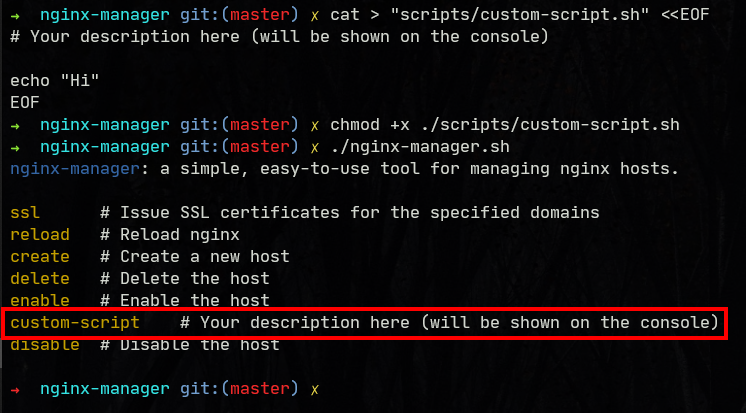 →  nginx-manager git:(master) ✗ cat > "scripts/custom-script.sh" <<EOF
# Your description here (will be shown on the console)
echo "Hi"
EOF
→  nginx-manager git:(master) ✗ chmod +x ./scripts/custom-script.sh
→  nginx-manager git:(master) ✗ ./nginx-manager.sh
nginx-manager: a simple, easy-to-use tool for managing nginx hosts.
ssl      # Issue SSL certificates for the specified domains
reload   # Reload nginx
create   # Create a new host
delete   # Delete the host
enable   # Enable the host
custom-script    # Your description here (will be shown on the console)
disable  # Disable the host
→  nginx-manager git:(master) ✗